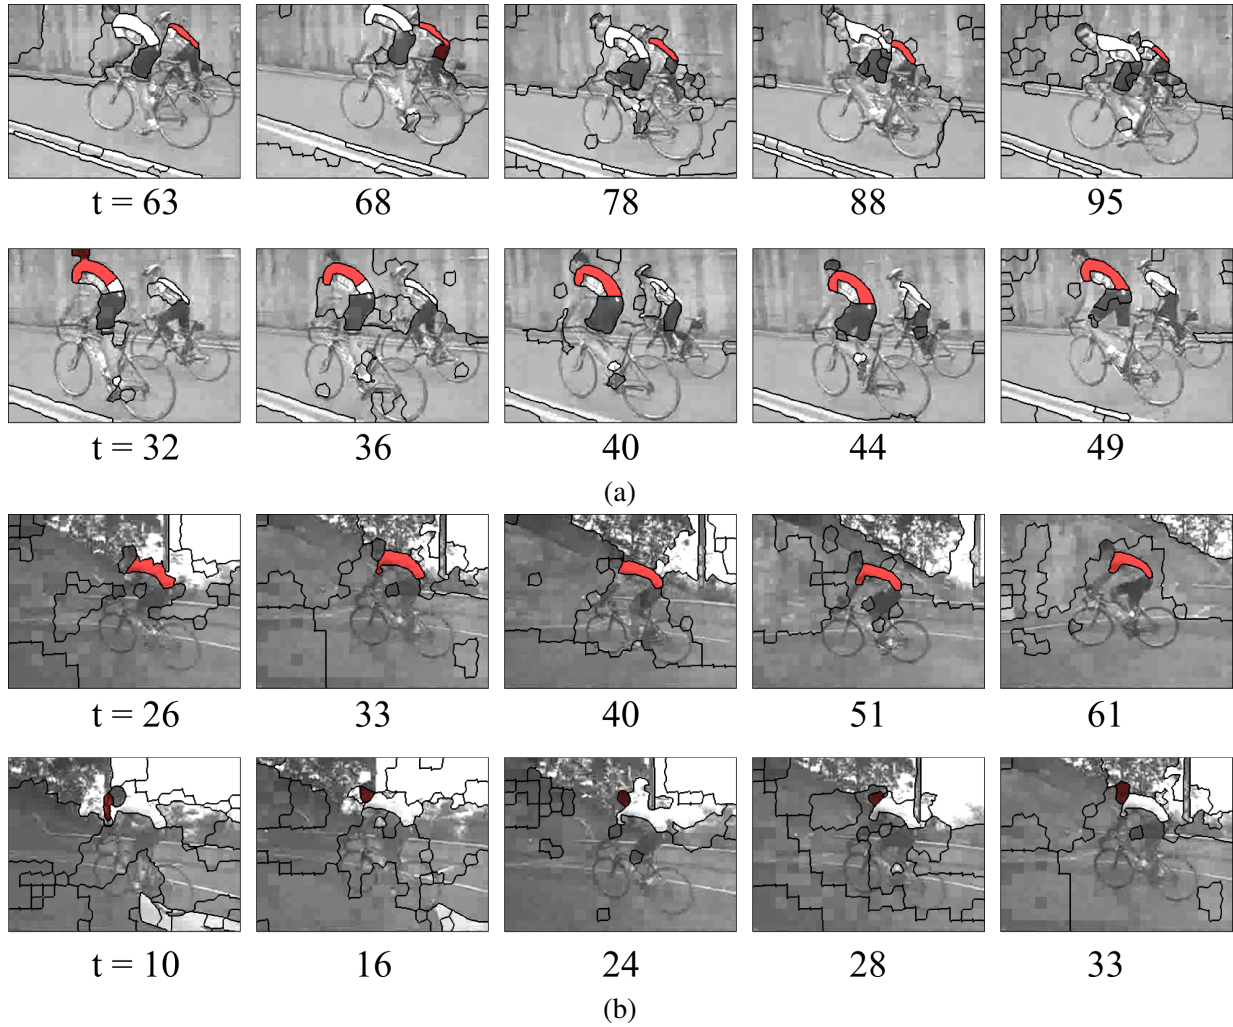 t = 63 68 78 88 95
t = 32 36 40 44 49
(a)
t = 26 33 40 51 61
t = 10 16 24 28 33
(b)